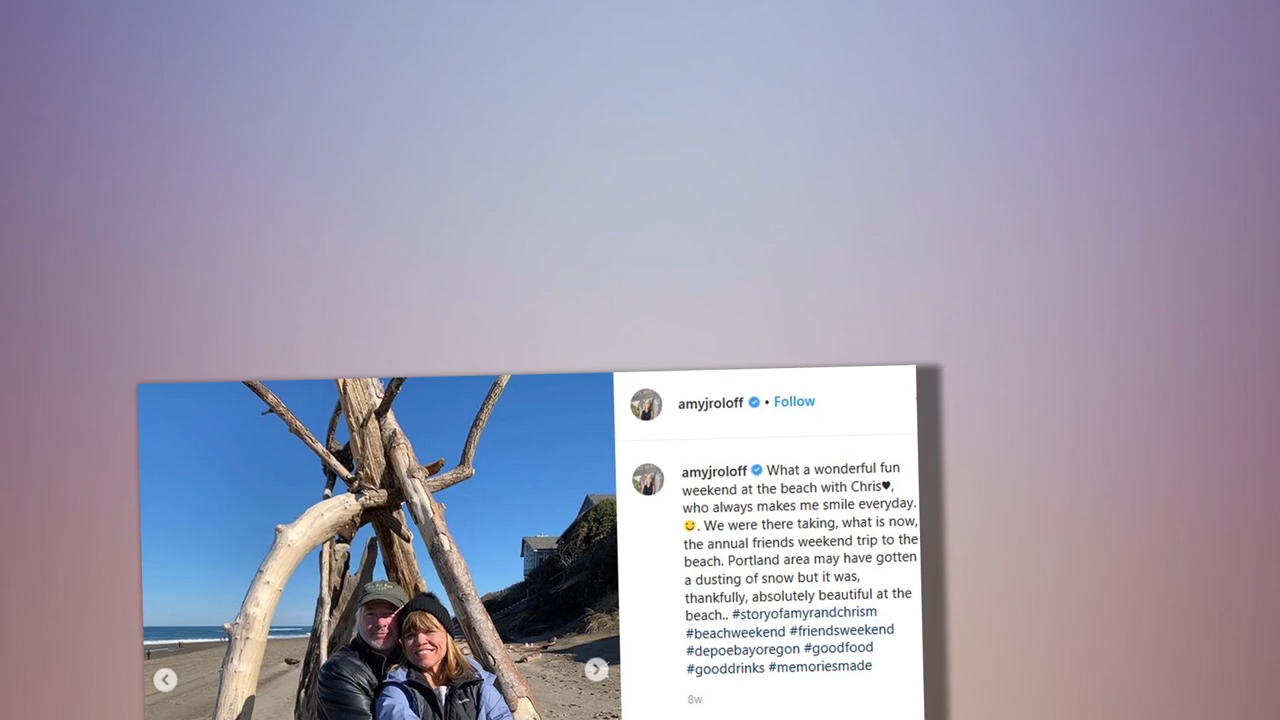 amyjroloff • Follow
amyjroloff What a wonderful fun
weekend at the beach with Chris🖤,
who always makes me smile everyday.
😊. We were there taking, what is now,
the annual friends weekend trip to the
beach. Portland area may have gotten
a dusting of snow but it was,
thankfully, absolutely beautiful at the
beach.. #storyofamyrandchrism
#beachweekend #friendsweekend
#depoebayoregon #goodfood
#gooddrinks #memoriesmade
8w